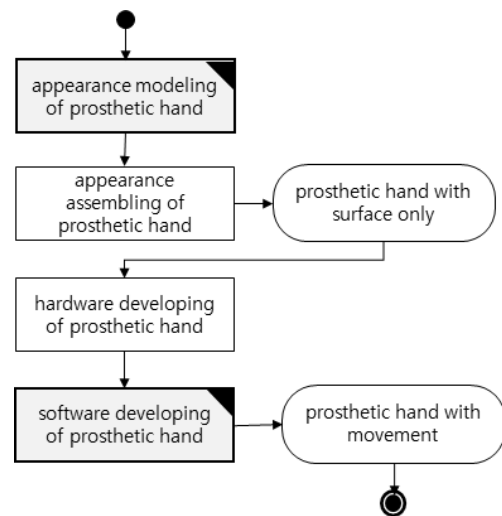 appearance modeling
of prosthetic hand
appearance
assembling of
prosthetic hand
prosthetic hand with
surface only
hardware developing
of prosthetic hand
software developing
of prosthetic hand
prosthetic hand with
movement